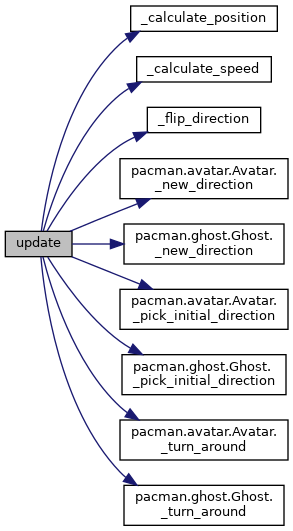 _calculate_position
_calculate_speed
_flip_direction
pacman.avatar.Avatar.
_new_direction
update
pacman.ghost.Ghost.
_new_direction
pacman.avatar.Avatar.
_pick_initial_direction
pacman.ghost.Ghost.
_pick_initial_direction
pacman.avatar.Avatar.
_turn_around
pacman.ghost.Ghost.
_turn_around